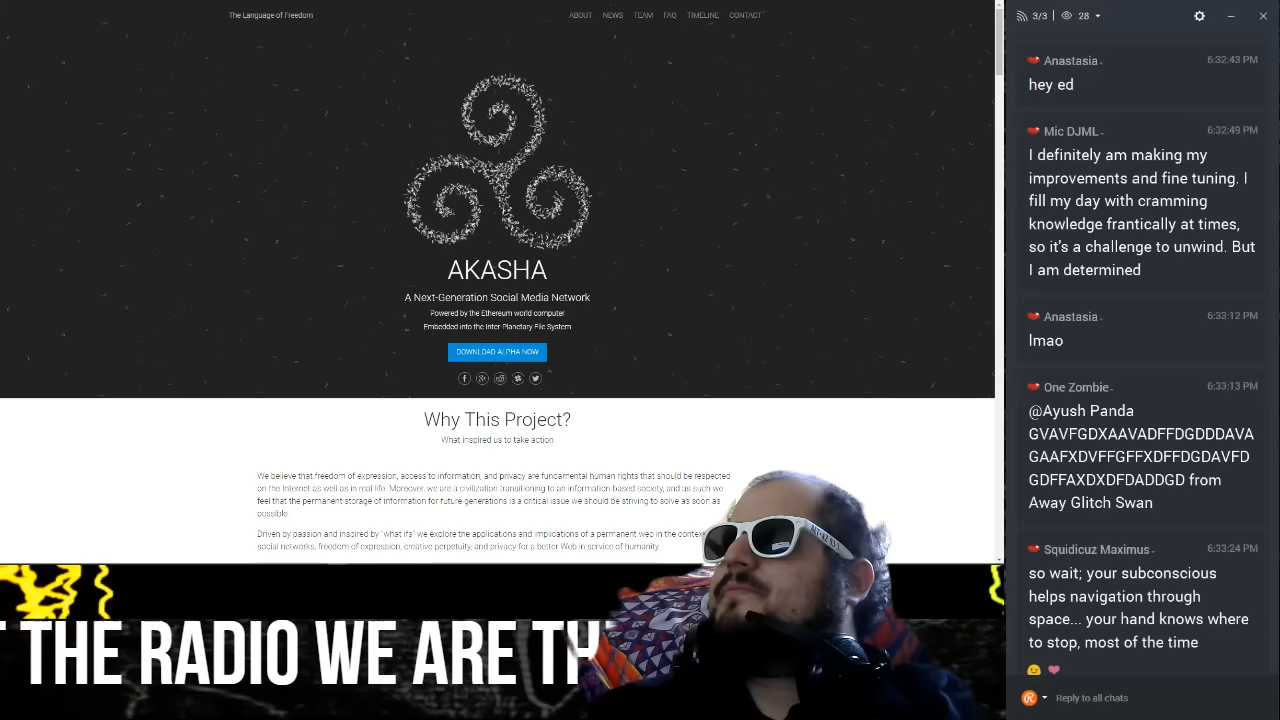 The Language of Freedom
ABOUT NEWS TEAM FAQ TIMELINE CONTACT
AKASHA
A Next-Generation Social Media Network
Powered by the Ethereum world computer
Embedded into the Inter-Planetary File System
DOWNLOAD ALPHA NOW
Why This Project?
What inspired us to take action
We believe that freedom of expression, access to information, and privacy are fundamental human rights that should be respected
on the Internet as well as in real life. Moreover, we are a civilization transitioning to an information based society, and as such we
feel that the permanent storage of information for future generations is a critical issue we should be striving to solve as soon as
possible.
Driven by passion and inspired by "what ifs" we explore the applications and implications of a permanent web in the
social networks, freedom of expression, creative perpetuity, and privacy for a better Web in service of humanity.
THE RADIO WE ARE
3/3 28
Anastasia 6:32:43 PM
hey ed
Mic DJML 6:32:49 PM
I definitely am making my
improvements and fine tuning. I
fill my day with cramming
knowledge frantically at times,
so it's a challenge to unwind. But
I am determined
Anastasia 6:33:12 PM
lmao
One Zombie 6:33:13 PM
@Ayush Panda
GVAVFGDXAAVADFFDGDDDAVA
GAAFXDVFFGFFXDFFDGDAVFD
GDFFAXDXDFDADDGD from
Away Glitch Swan
Squidicuz Maximus 6:33:24 PM
so wait; your subconscious
helps navigation through
space... your hand knows where
to stop, most of the time
Reply to all chats